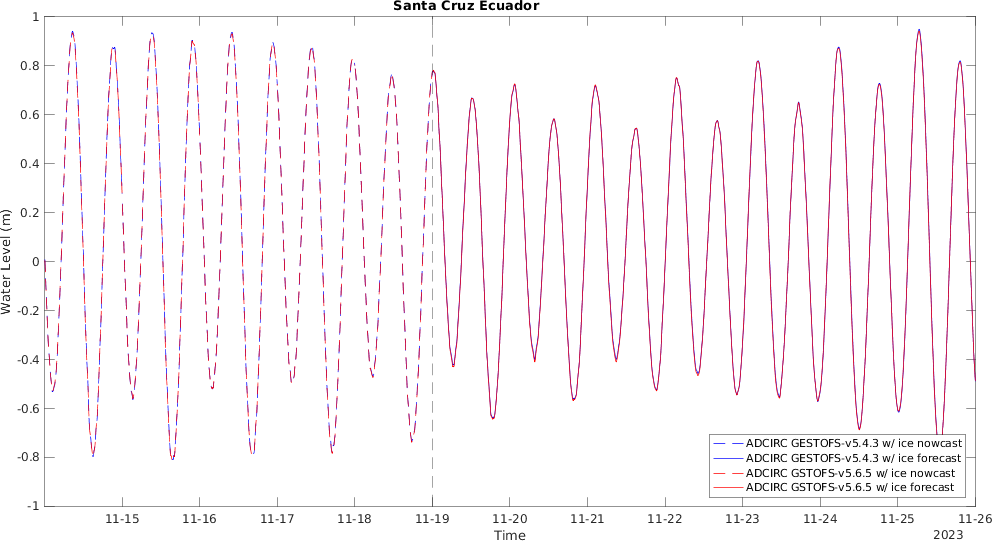 Santa Cruz Ecuador
1
0.8
0.6
0.4
0.2
0
-0.2
-0.4
-0.6
-0.8
-1
Water Level (m)
ADCIRC GESTOFS-v5.4.3 w/ ice nowcast
ADCIRC GESTOFS-v5.4.3 w/ ice forecast
ADCIRC GSTOFS-v5.6.5 w/ ice nowcast
ADCIRC GSTOFS-v5.6.5 w/ ice forecast
11-15 11-16 11-17 11-18 11-19 11-20 11-21 11-22 11-23 11-24 11-25 11-26
Time
2023